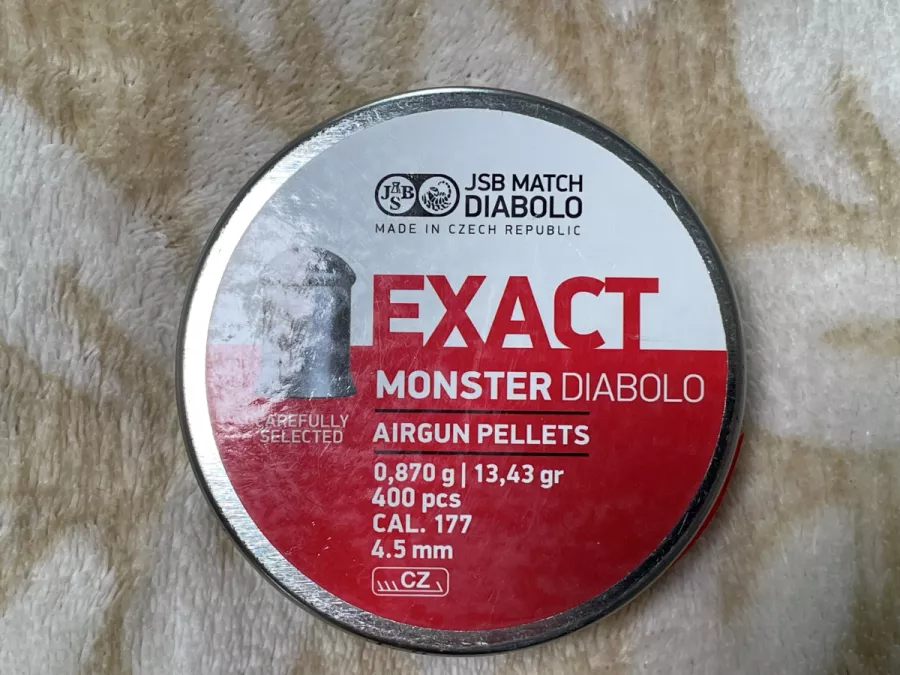 JSB
JSB MATCH
DIABOLO
MADE IN CZECH REPUBLIC
EXACT
MONSTER DIABOLO
CAREFULLY
SELECTED
AIRGUN PELLETS
0,870 g | 13,43 gr
400 pcs
CAL. 177
4.5 mm
CZ